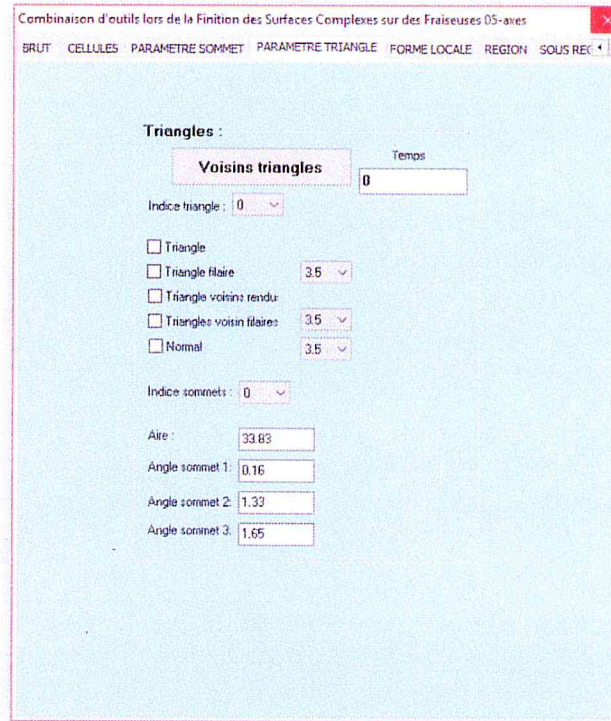 Combinaison d'outils lors de la Finition des Surfaces Complexes sur des Fraiseuses 05-axes
BRUT CELLULES PARAMETRE SOMMET PARAMETRE TRIANGLE FORME LOCALE REGION SOUS REG
Triangles :
Voisins triangles
Temps
0
Indice triangle : 0
Triangle
Triangle filaire 3.5
Triangle voisins rendu
Triangles voisin filaires 3.5
Normal 3.5
Indice sommets : 0
Aire : 33.83
Angle sommet 1: 0.16
Angle sommet 2: 1.33
Angle sommet 3: 1.65